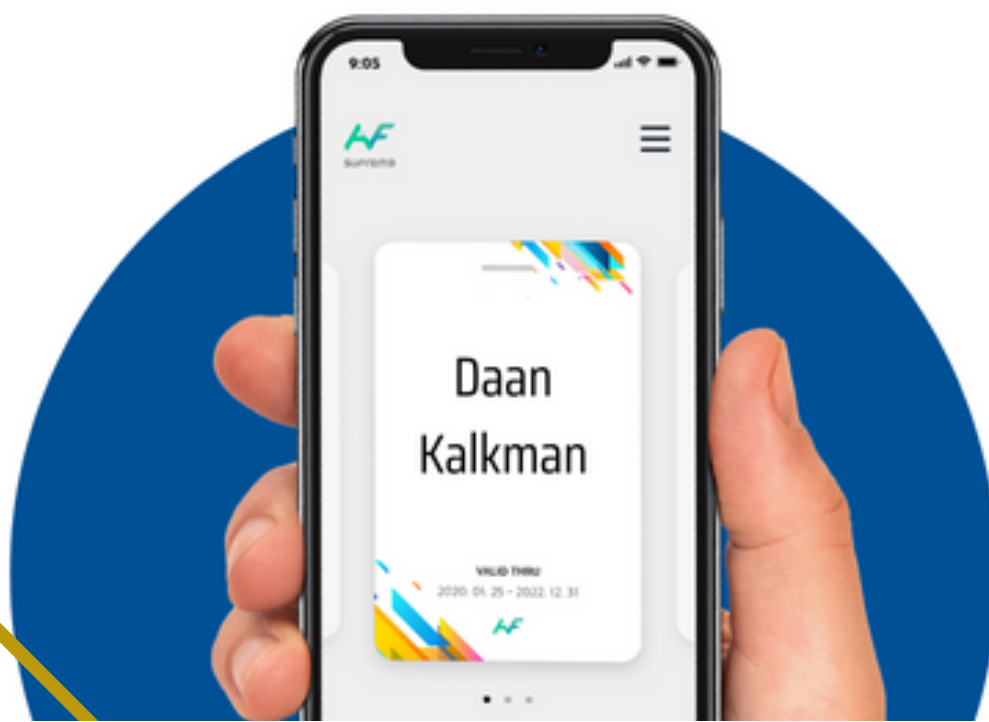 9:05
suprema
Daan
Kalkman
VALID THRU
2020. 01. 25 - 2022. 12. 31